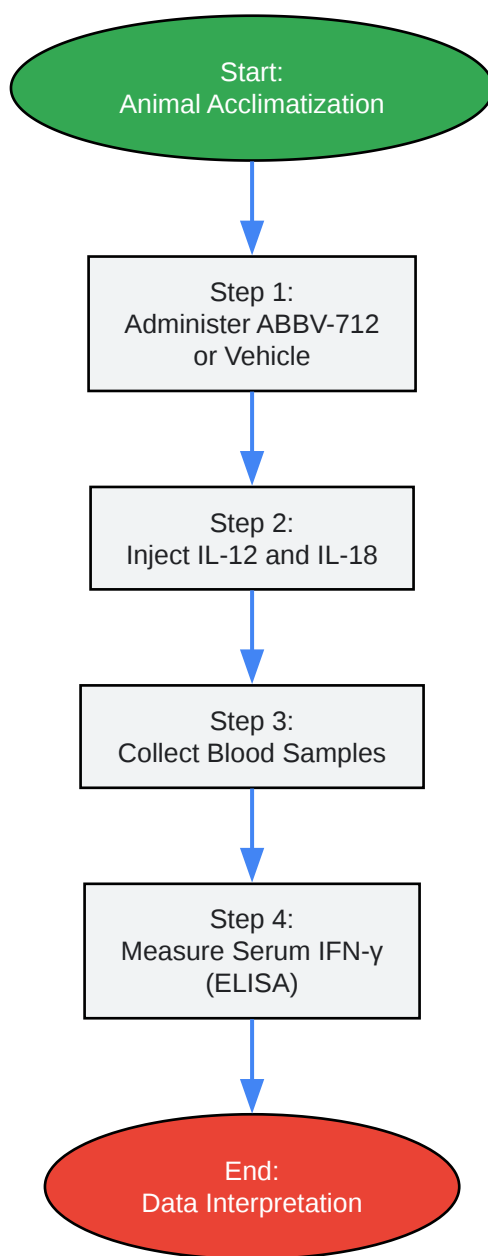 Start:
Animal Acclimatization
Step 1:
Administer ABBV-712
or Vehicle
Step 2:
Inject IL-12 and IL-18
Step 3:
Collect Blood Samples
Step 4:
Measure Serum IFN-γ
(ELISA)
End:
Data Interpretation